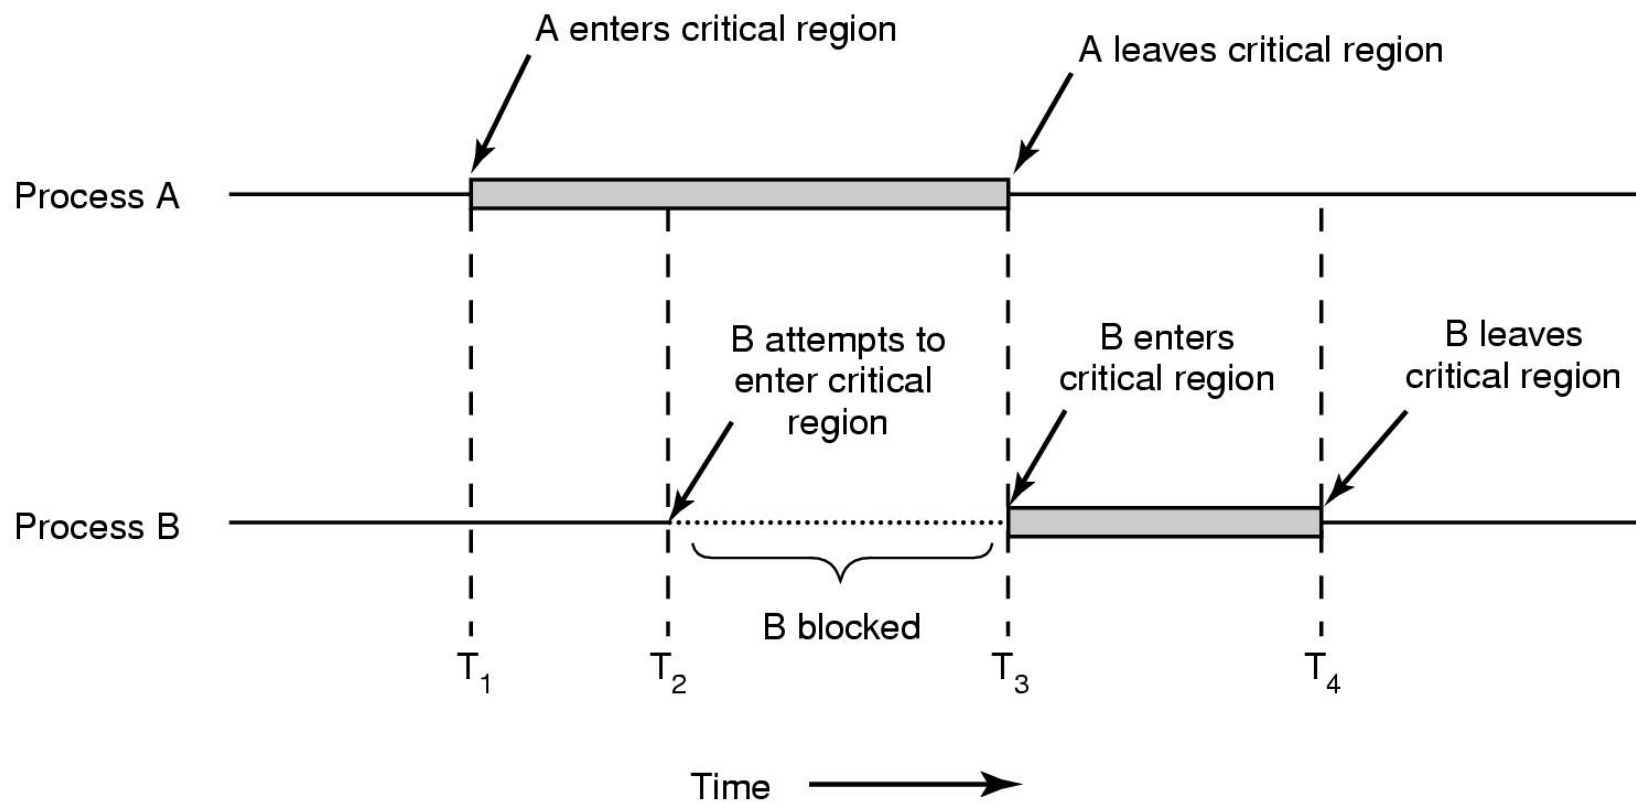 A enters critical region
A leaves critical region
Process A
B attempts to
enter critical
region
B enters
critical region
B leaves
critical region
Process B
B blocked
T1
T2
T3
T4
Time